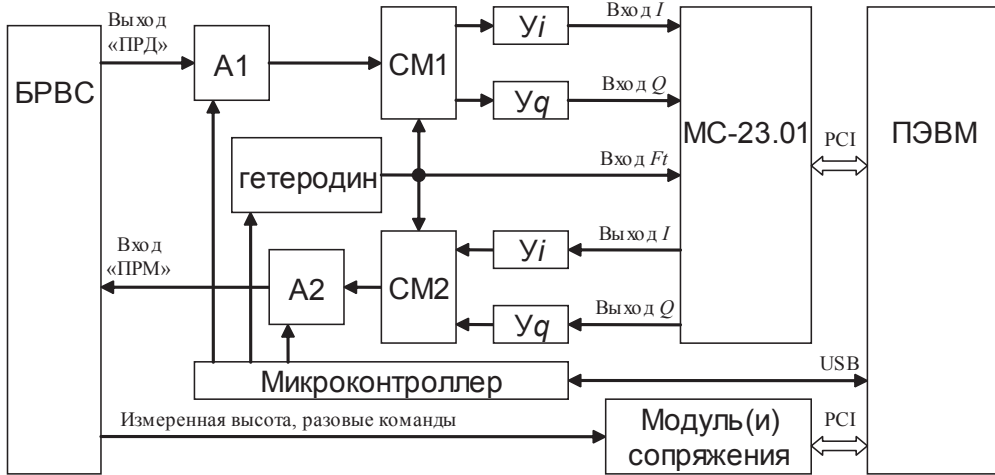 Выход
«ПРД»
БРВС
А1
СМ1
Уi
Вход I
Уq
Вход Q
МС-23.01
PCI
ПЭВМ
гетеродин
Вход Ft
Вход
«ПРМ»
А2
СМ2
Уi
Выход I
Уq
Выход Q
Микроконтроллер
USB
Измеренная высота, разовые команды
Модуль(и)
сопряжения
PCI